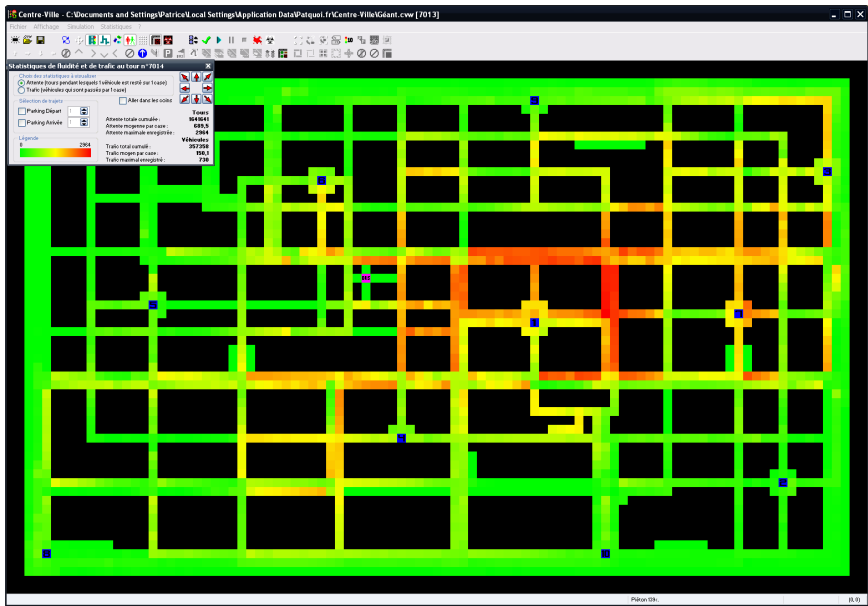 Centre-Ville - C:\Documents and Settings\Patrice\Local Settings\Application Data\Patquoi.fr\Centre-Ville\Géant.cwv [7013]
Fichier Affichage Simulation Statistiques ?
Statistiques de fluidité et de trafic au tour n°7014
Choix des statistiques à visualiser
Attente (tours pendant lesquels 1 véhicule est resté sur 1 case)
Trafic (véhicules qui sont passés par 1 case)
Sélection de trajets
Aller dans les coins
Parking Départ 1
Parking Arrivée 1
Légende
0 2964
Tours
Attente totale cumulée : 1641641
Attente moyenne par case : 689,5
Attente maximale enregistrée : 2964
Véhicules
Trafic total cumulé : 357358
Trafic moyen par case : 150,1
Trafic maximal enregistré : 730
(0, 0)